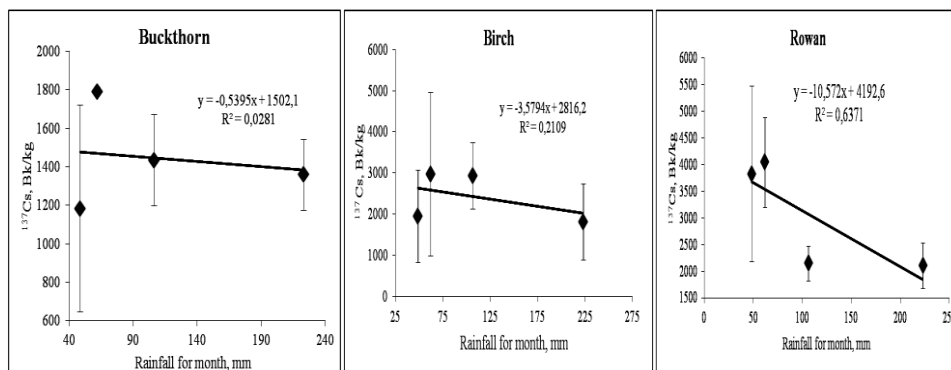 Buckthorn
2000
1800
1600
1400
1200
1000
800
600
y = -0,5395x + 1502,1
R² = 0,0281
¹³⁷Cs, Bk/kg
40
90
140
190
240
Rainfall for month, mm
Birch
6000
5000
4000
3000
2000
1000
0
y = -3,5794x + 2816,2
R² = 0,2109
¹³⁷Cs, Bk/kg
25
75
125
175
225
275
Rainfall for month, mm
Rowan
6000
5500
5000
4500
4000
3500
3000
2500
2000
1500
y = -10,572x + 4192,6
R² = 0,6371
¹³⁷Cs, Bk/kg
0
50
100
150
200
25
Rainfall for month, mm